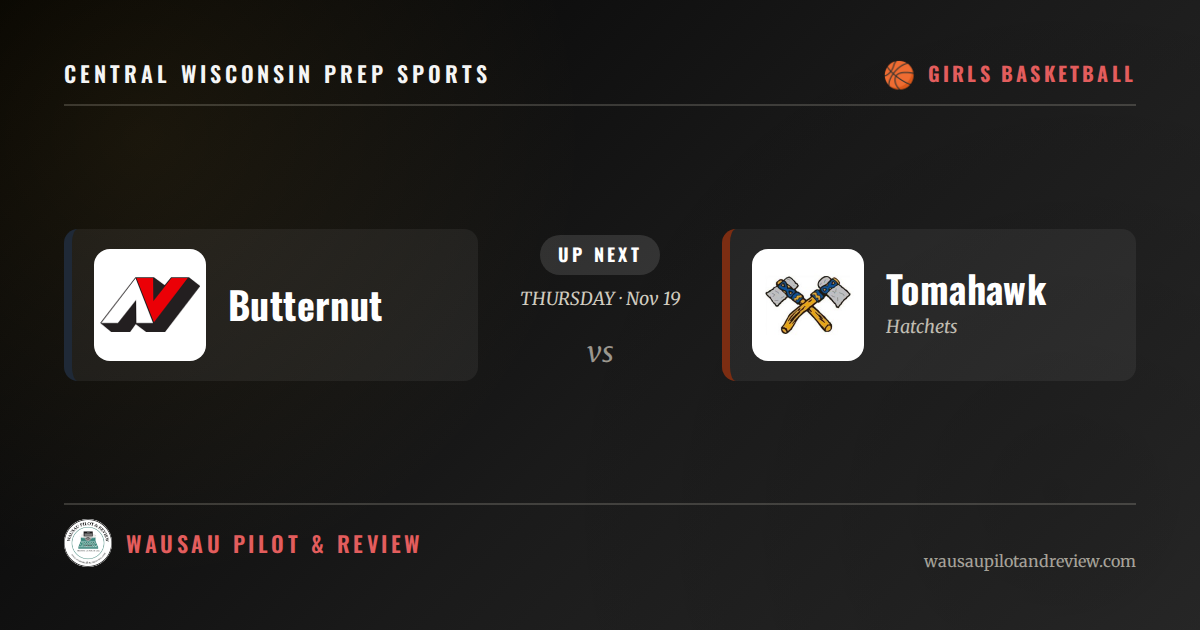 CENTRAL WISCONSIN PREP SPORTS
GIRLS BASKETBALL
Butternut
UP NEXT
THURSDAY · Nov 19
vs
Tomahawk
Hatchets
WAUSAU PILOT & REVIEW
wausaupilotandreview.com